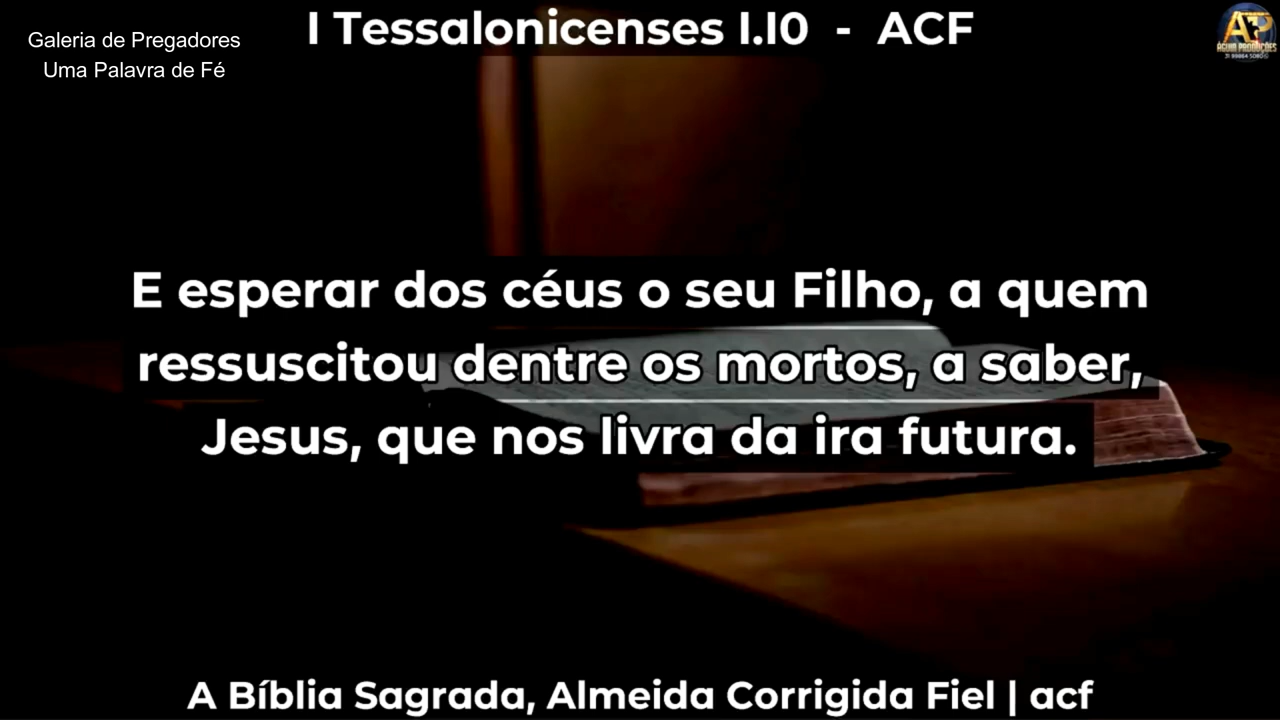 I Tessalonicenses I.I0 - ACF
Galeria de Pregadores
Uma Palavra de Fé
E esperar dos céus o seu Filho, a quem
ressuscitou dentre os mortos, a saber,
Jesus, que nos livra da ira futura.
A Bíblia Sagrada, Almeida Corrigida Fiel | acf